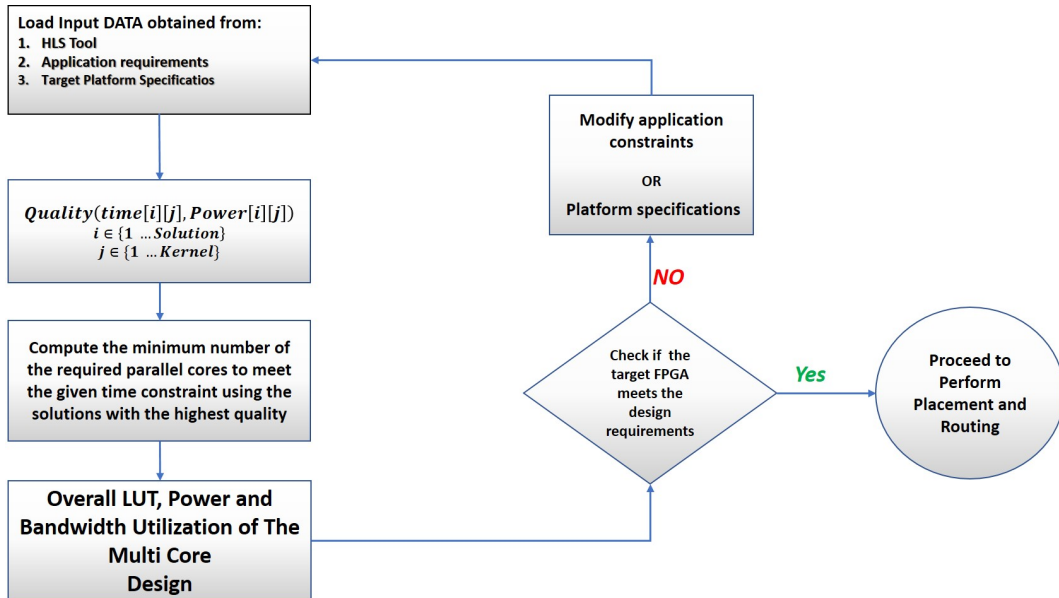 Load Input DATA obtained from:
1. HLS Tool
2. Application requirements
3. Target Platform Specificatios
Quality(time[i][j], Power[i][j])
i ∈ {1 ...Solution}
j ∈ {1 ...Kernel}
Compute the minimum number of
the required parallel cores to meet
the given time constraint using the
solutions with the highest quality
Overall LUT, Power and
Bandwidth Utilization of The
Multi Core
Design
Modify application
constraints
OR
Platform specifications
NO
Check if the
target FPGA
meets the
design
requirements
Yes
Proceed to
Perform
Placement and
Routing